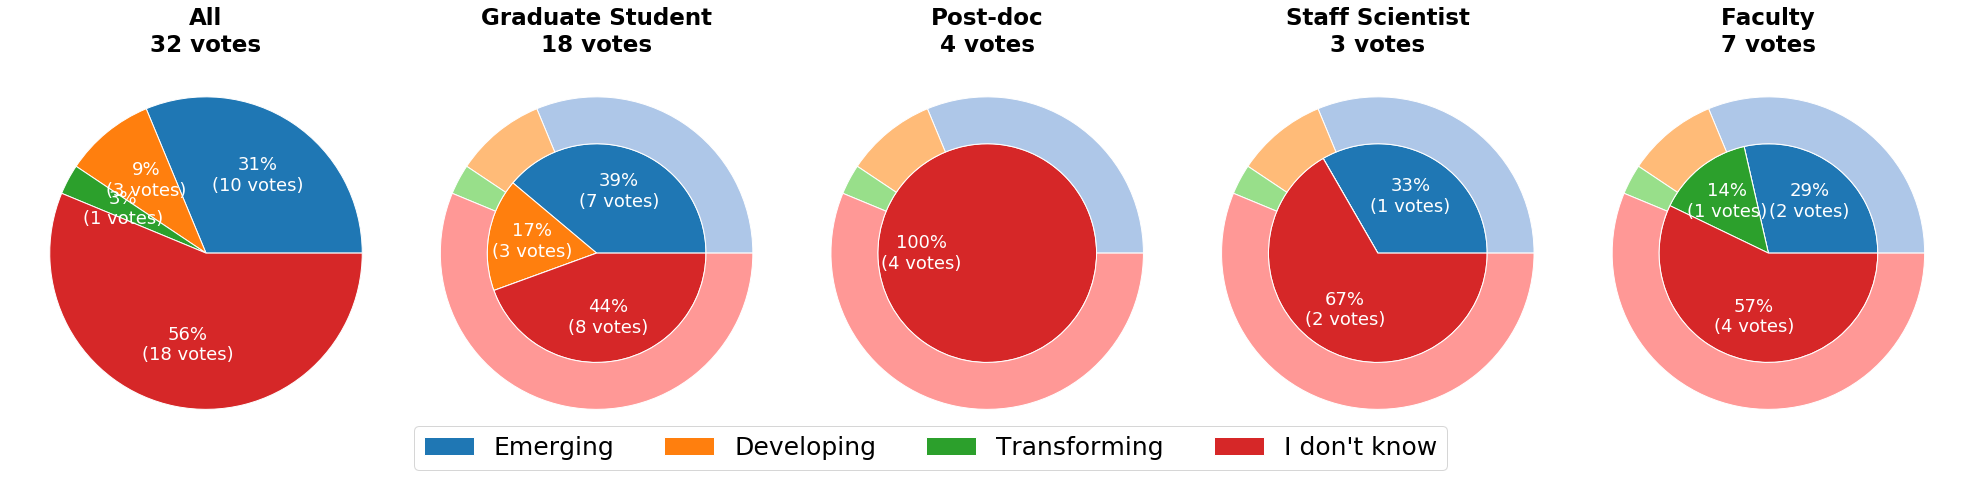 All
32 votes
Graduate Student
18 votes
Post-doc
4 votes
Staff Scientist
3 votes
Faculty
7 votes
31%
(10 votes)
9%
(3 votes)
3%
(1 votes)
56%
(18 votes)
39%
(7 votes)
17%
(3 votes)
44%
(8 votes)
100%
(4 votes)
33%
(1 votes)
67%
(2 votes)
29%
(2 votes)
14%
(1 votes)
57%
(4 votes)
Emerging
Developing
Transforming
I don't know